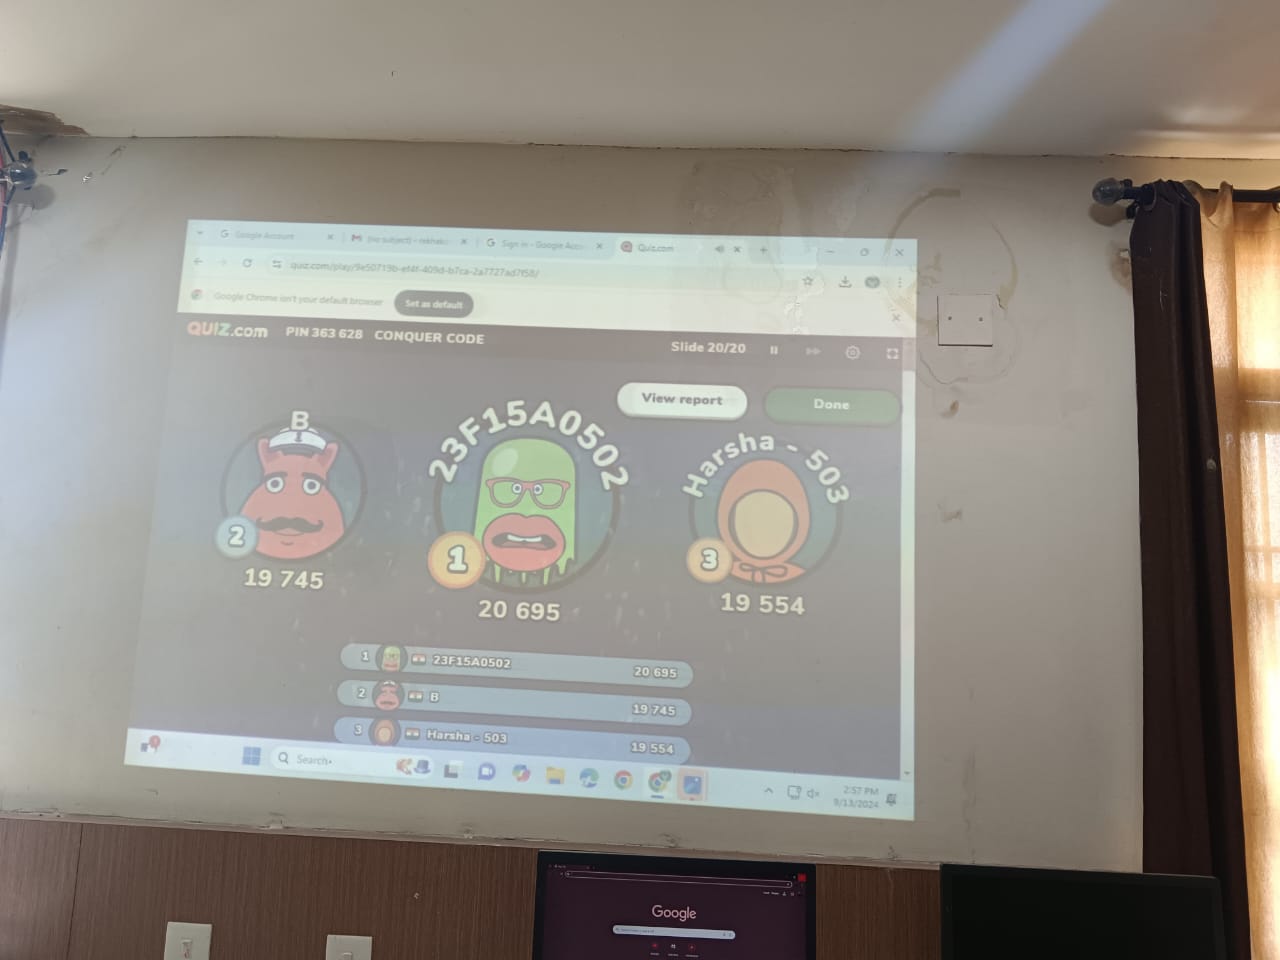 Google Account
(no subject) - rekhak
Sign in - Google Acco
Quiz.com
quiz.com/play/9e50719b-ef4f-409d-b7ca-2a7727ad7f58/
Google Chrome isn't your default browser
Set as default
QUIZ.com
PIN 363 628
CONQUER CODE
Slide 20/20
View report
Done
B
2
19 745
23F15A0502
1
20 695
Harsha - 503
3
19 554
1 23F15A0502 20 695
2 B 19 745
3 Harsha - 503 19 554
Search
2:57 PM
9/13/2024
Google